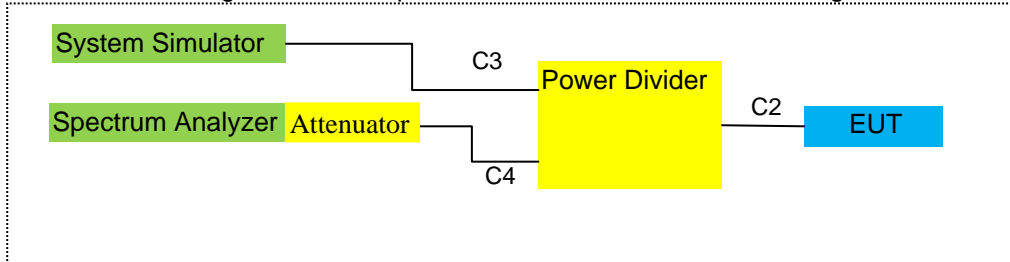 System Simulator
C3
Power Divider
Spectrum Analyzer Attenuator
C2
EUT
C4